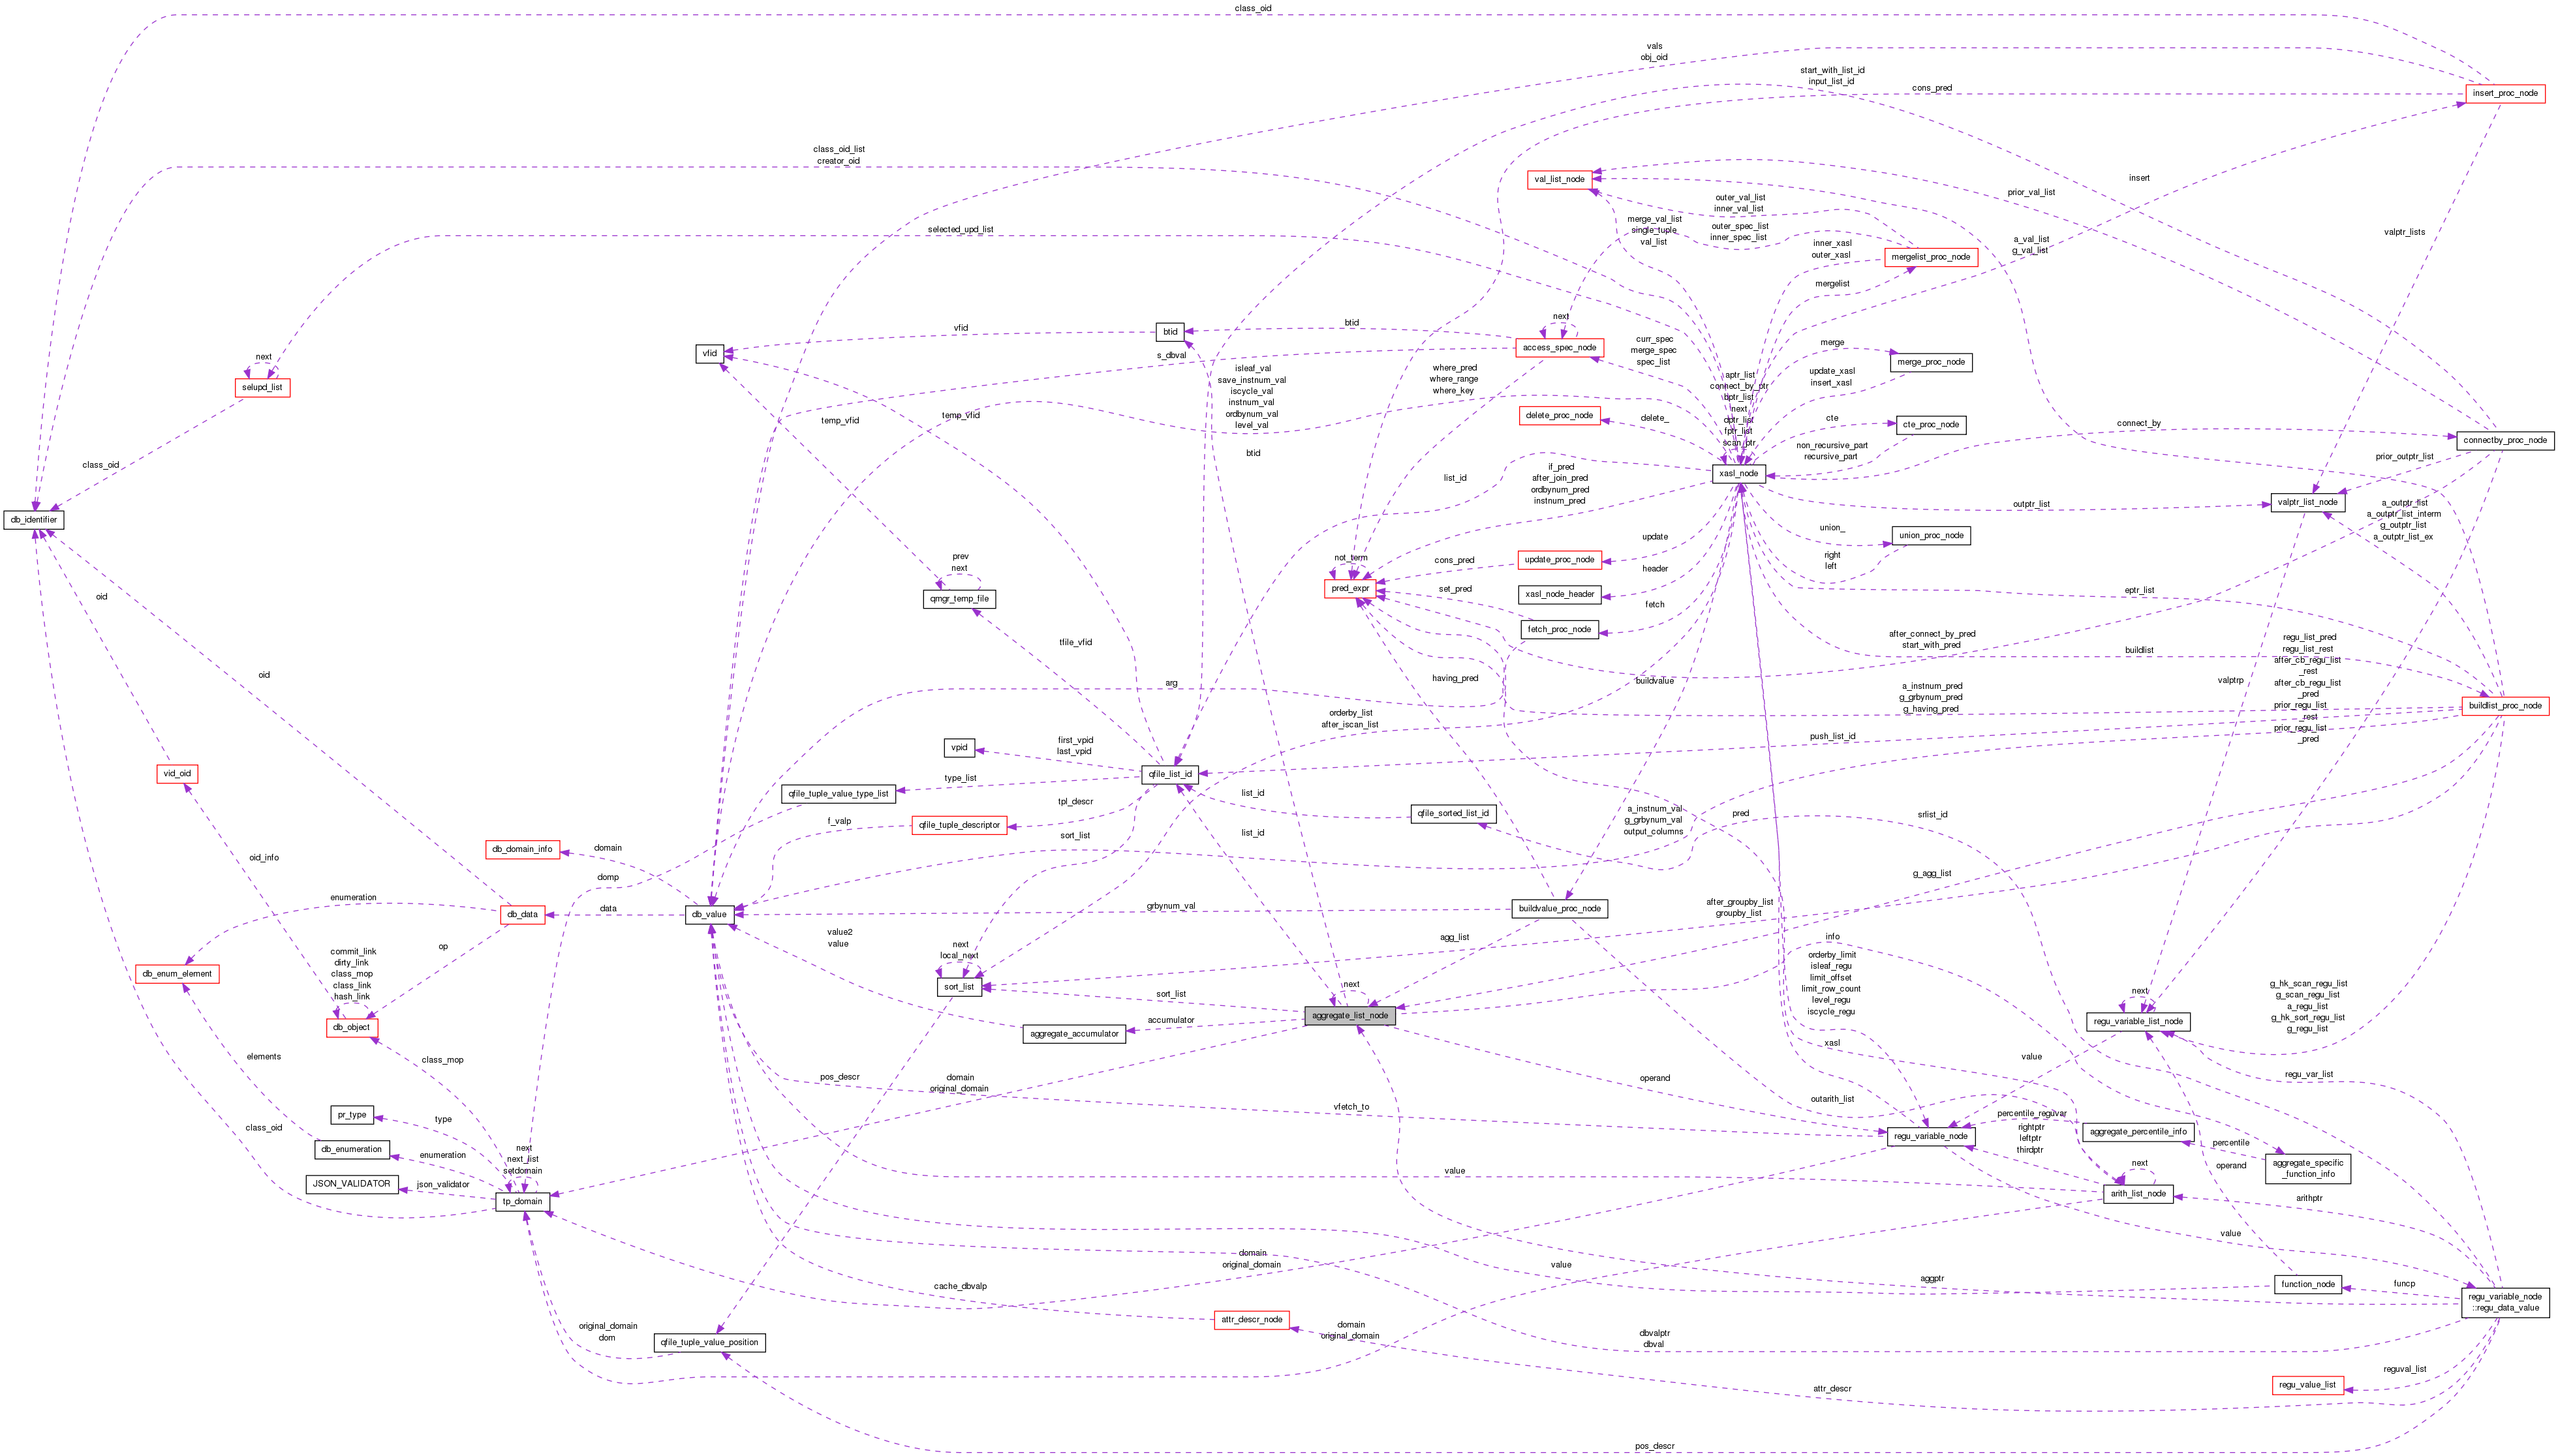 class_oid
vals
obj_oid
start_with_list_id
input_list_id
cons_pred
insert_proc_node
class_oid_list
creator_oid
val_list_node
insert
prior_val_list
outer_val_list
inner_val_list
merge_val_list
single_tuple
val_list
outer_spec_list
inner_spec_list
selected_upd_list
valptr_lists
a_val_list
g_val_list
inner_xasl
outer_xasl
mergelist_proc_node
mergelist
next
btid
vfid
btid
vfid
access_spec_node
curr_spec
merge_spec
spec_list
merge
merge_proc_node
next
selupd_list
s_dbval
isleaf_val
save_instnum_val
iscycle_val
instnum_val
ordbynum_val
level_val
where_pred
where_range
where_key
aptr_list
connect_by_ptr
bptr_list
next
dptr_list
fptr_list
scan_ptr
update_xasl
insert_xasl
temp_vfid
temp_vfid
delete_proc_node
delete_
cte
cte_proc_node
connect_by
connectby_proc_node
btid
non_recursive_part
recursive_part
class_oid
list_id
if_pred
after_join_pred
ordbynum_pred
instnum_pred
xasl_node
prior_outptr_list
outptr_list
valptr_list_node
a_outptr_list
a_outptr_list_interm
g_outptr_list
a_outptr_list_ex
db_identifier
union_
union_proc_node
update
right
left
prev
next
not_term
cons_pred
update_proc_node
pred_expr
header
xasl_node_header
set_pred
eptr_list
oid
qmgr_temp_file
fetch
fetch_proc_node
tfile_vfid
after_connect_by_pred
start_with_pred
buildlist
regu_list_pred
regu_list_rest
after_cb_regu_list
_rest
after_cb_regu_list
_pred
prior_regu_list
_rest
prior_regu_list
_pred
oid
arg
having_pred
buildvalue
valptrp
a_instnum_pred
g_grbynum_pred
g_having_pred
buildlist_proc_node
orderby_list
after_iscan_list
push_list_id
vpid
first_vpid
last_vpid
vid_oid
qfile_list_id
type_list
qfile_tuple_value_type_list
list_id
qfile_sorted_list_id
a_instnum_val
g_grbynum_val
output_columns
pred
srlist_id
tpl_descr
f_valp
qfile_tuple_descriptor
sort_list
list_id
db_domain_info
domain
oid_info
domp
g_agg_list
enumeration
db_data
data
db_value
grbynum_val
buildvalue_proc_node
after_groupby_list
groupby_list
value2
value
agg_list
info
op
commit_link
dirty_link
class_mop
class_link
hash_link
next
local_next
db_enum_element
orderby_limit
isleaf_regu
limit_offset
limit_row_count
level_regu
iscycle_regu
sort_list
sort_list
next
aggregate_list_node
g_hk_scan_regu_list
g_scan_regu_list
a_regu_list
g_hk_sort_regu_list
g_regu_list
next
regu_variable_list_node
db_object
accumulator
aggregate_accumulator
xasl
value
elements
class_mop
pos_descr
domain
original_domain
operand
regu_var_list
pr_type
type
vfetch_to
outarith_list
percentile_reguvar
aggregate_percentile_info
class_oid
db_enumeration
enumeration
next
next_list
setdomain
regu_variable_node
rightptr
leftptr
thirdptr
percentile
operand
aggregate_specific
_function_info
JSON_VALIDATOR
json_validator
tp_domain
value
next
arith_list_node
arithptr
value
domain
original_domain
value
cache_dbvalp
aggptr
function_node
funcp
regu_variable_node
::regu_data_value
attr_descr_node
original_domain
dom
qfile_tuple_value_position
domain
original_domain
dbvalptr
dbval
reguval_list
regu_value_list
attr_descr
pos_descr